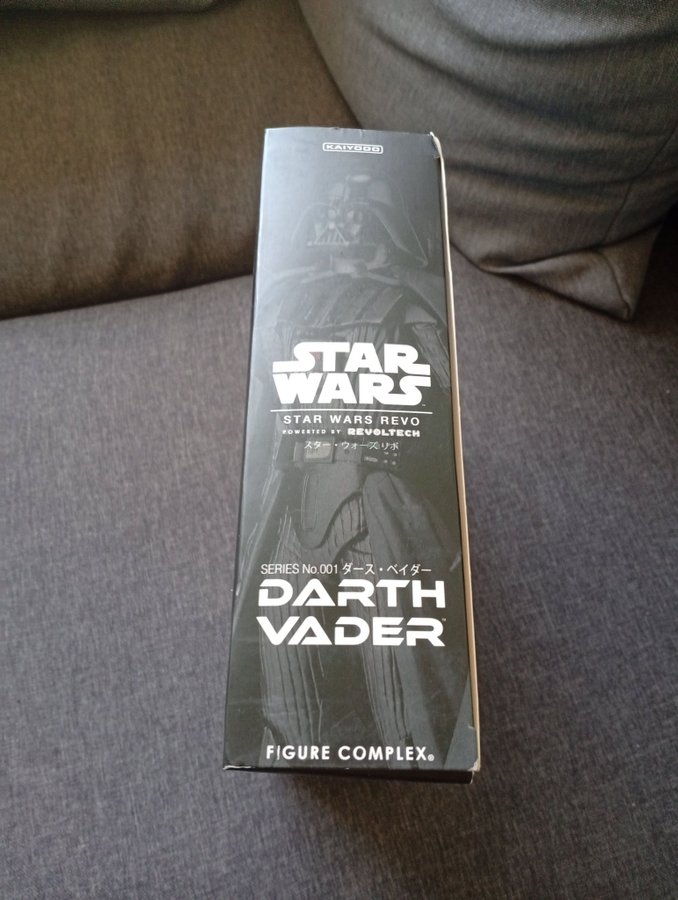 KAIYODO
STAR
WARS
STAR WARS REVO
POWERED BY REVOLTECH
スター・ウォーズ リボ
SERIES No.001 ダース・ベイダー
DARTH
VADER™
FIGURE COMPLEX®